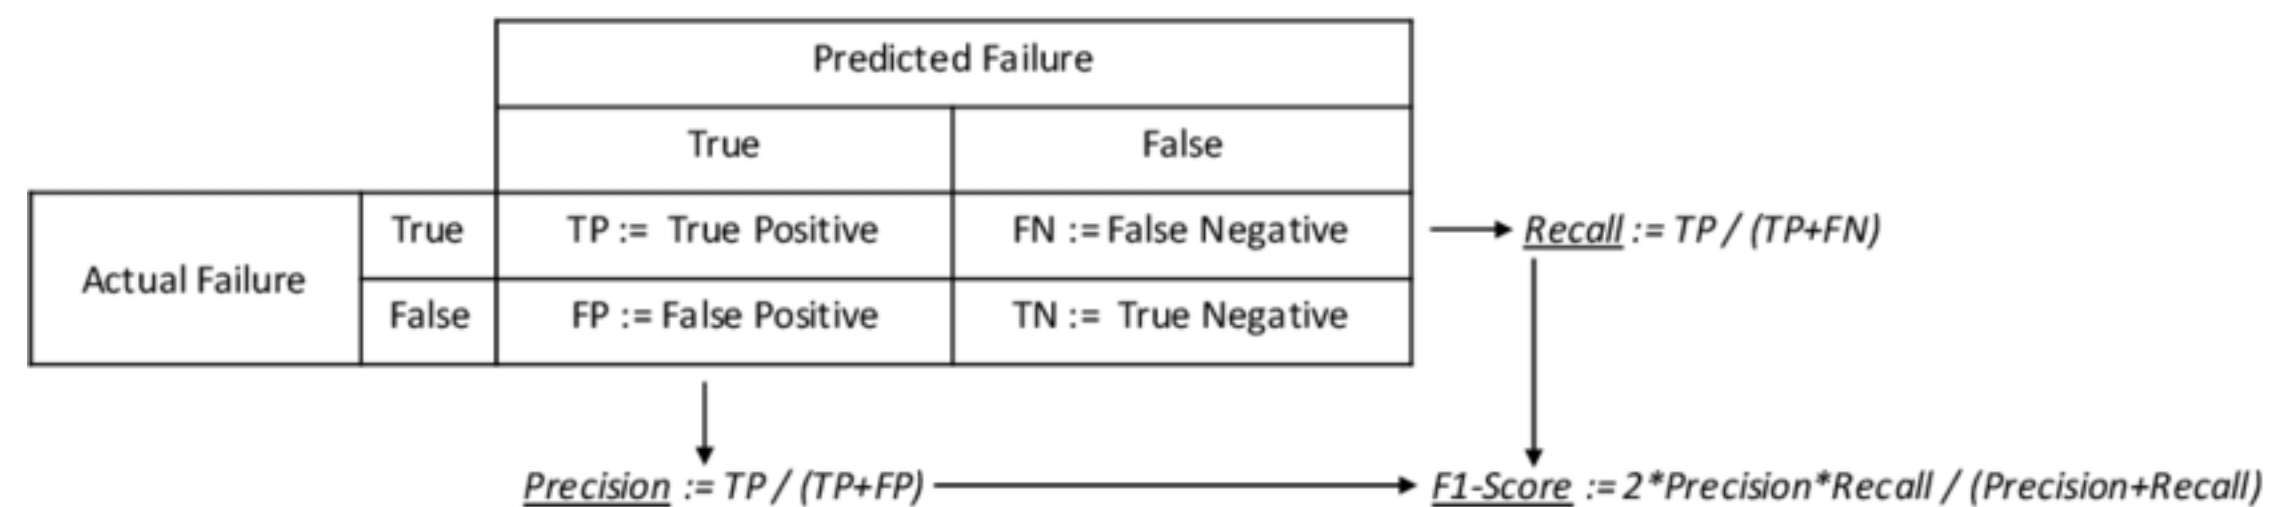 Predicted Failure
True False
Actual Failure
True TP := True Positive FN := False Negative
Recall := TP / (TP+FN)
False FP := False Positive TN := True Negative
Precision := TP / (TP+FP)
F1-Score := 2*Precision*Recall / (Precision+Recall)